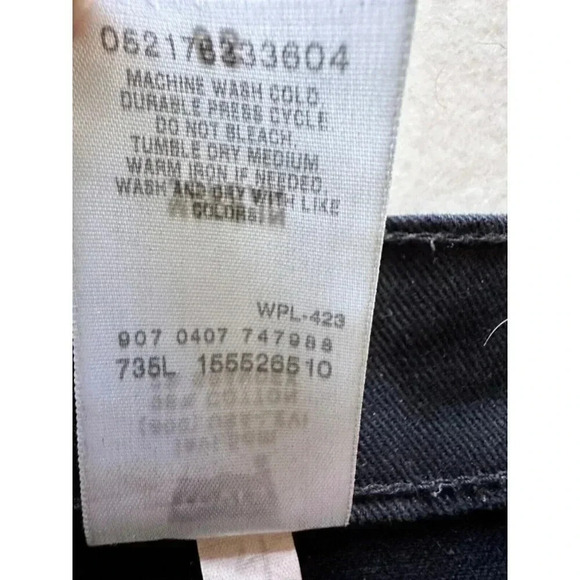 052176233604
MACHINE WASH COLD,
DURABLE PRESS CYCLE
DO NOT BLEACH.
TUMBLE DRY MEDIUM
WARM IRON IF NEEDED.
WASH AND DRY WITH LIKE
COLORS
WPL-423
907 0407 747988
735L 155526510